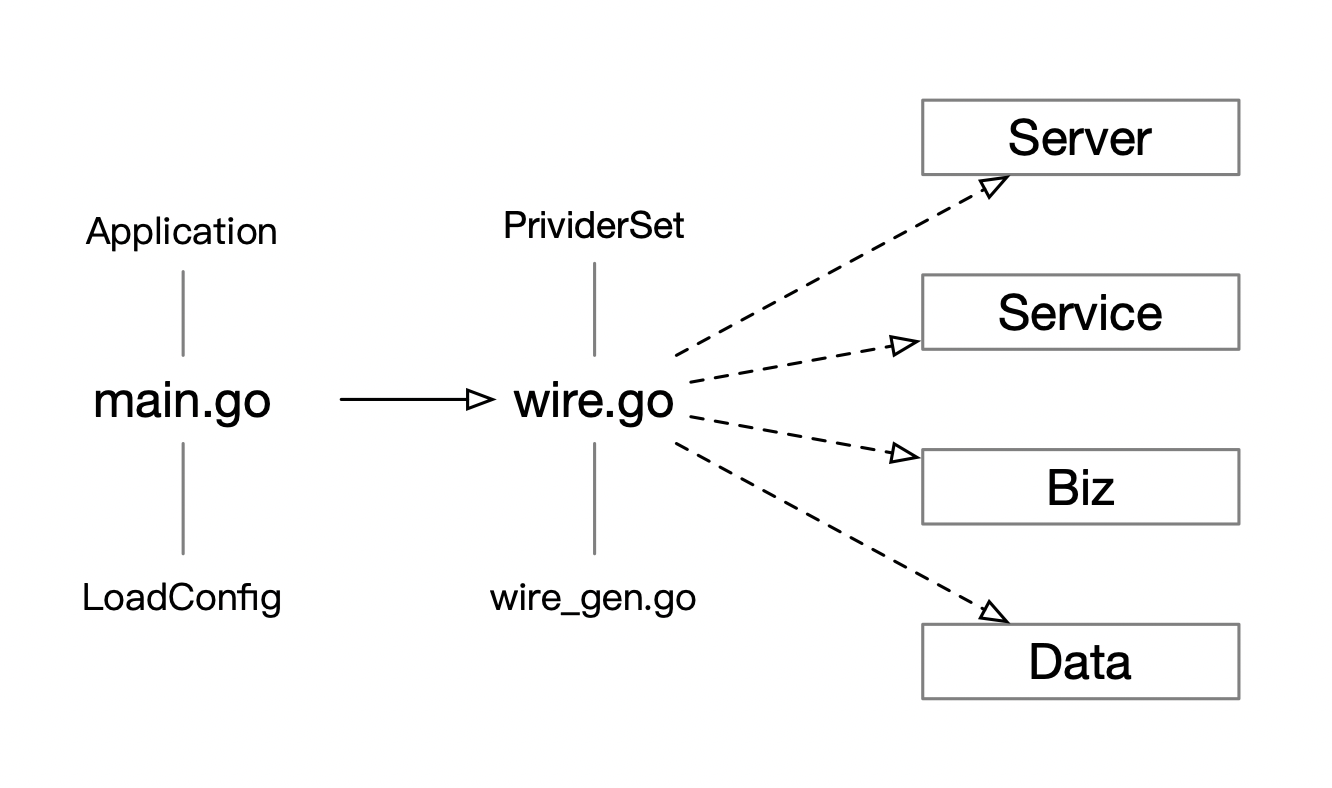 Application
main.go
LoadConfig
PrividerSet
wire.go
wire_gen.go
Server
Service
Biz
Data